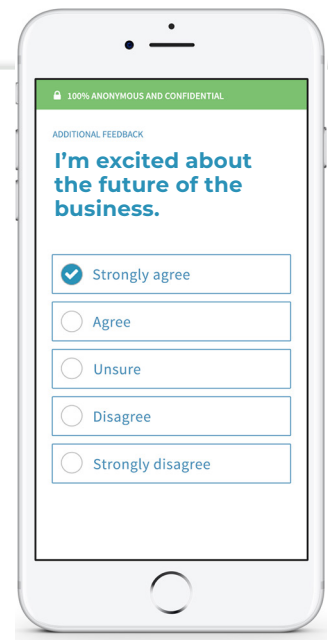 100% ANONYMOUS AND CONFIDENTIAL
ADDITIONAL FEEDBACK
I'm excited about
the future of the
business.
Strongly agree
Agree
Unsure
Disagree
Strongly disagree